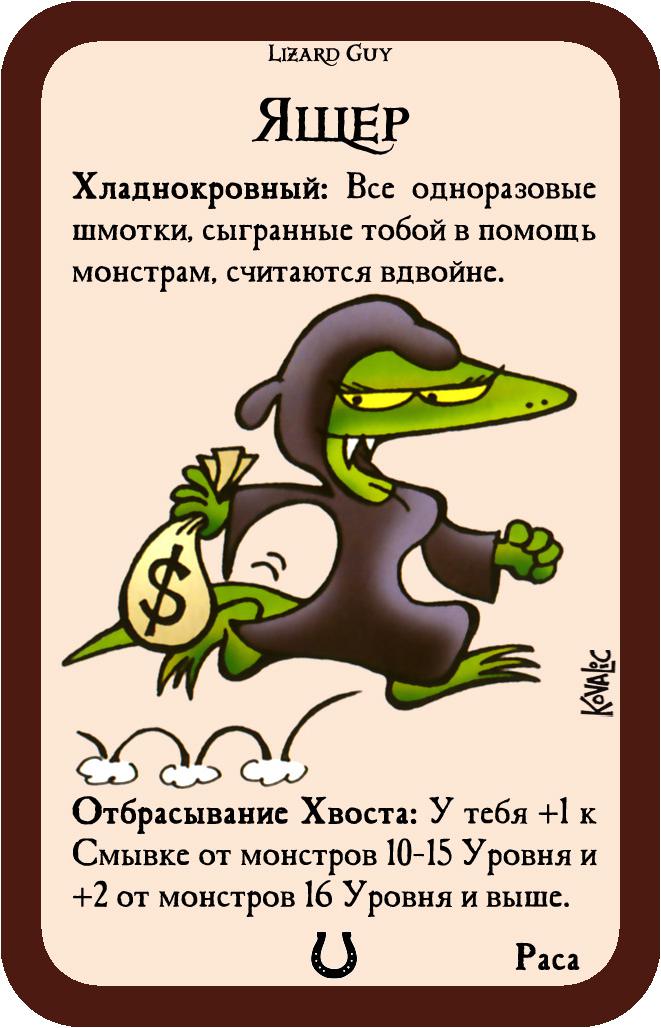 Lizard Guy
Ящер
Хладнокровный: Все одноразовые
шмотки, сыгранные тобой в помощь
монстрам, считаются вдвойне.
$
Kovalic
Отбрасывание Хвоста: У тебя +1 к
Смывке от монстров 10-15 Уровня и
+2 от монстров 16 Уровня и выше.
Раса